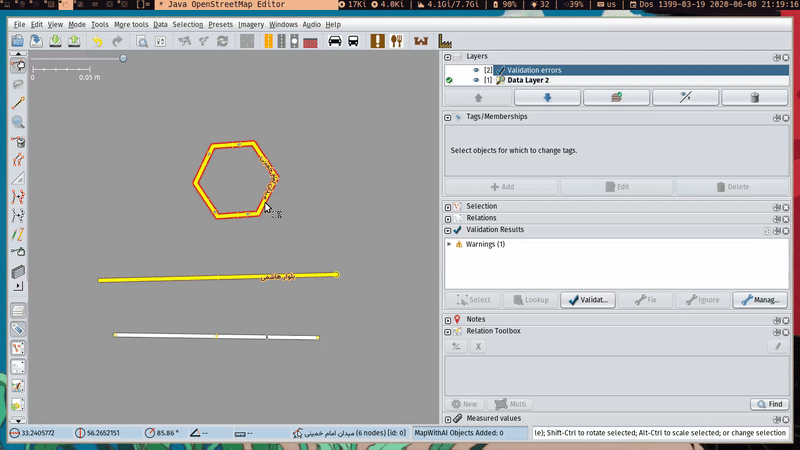 * Java OpenStreetMap Editor
17Ki
4.0Ki
4.1Gi/7.7Gi
90%
32
39%
us
Dos 1399-03-19 2020-06-08 21:19:16
File Edit View Mode Tools More tools Data Selection Presets Imagery Windows Audio Help
0
0.05 m
بلوار هاشمی
Layers
[2] Validation errors
[1] Data Layer 2
Tags/Memberships
Select objects for which to change tags.
Add
Edit
Delete
Selection
Relations
Validation Results
Warnings (1)
Select
Lookup
Validat...
Fix
Ignore
Manag...
Notes
Relation Toolbox
New
Multi
Find
Measured values
33.2405772
56.2652151
85.86 °
--
--
میدان امام خمینی (6 nodes) [id: 0]
MapWithAI Objects Added: 0
le); Shift-Ctrl to rotate selected; Alt-Ctrl to scale selected; or change selection